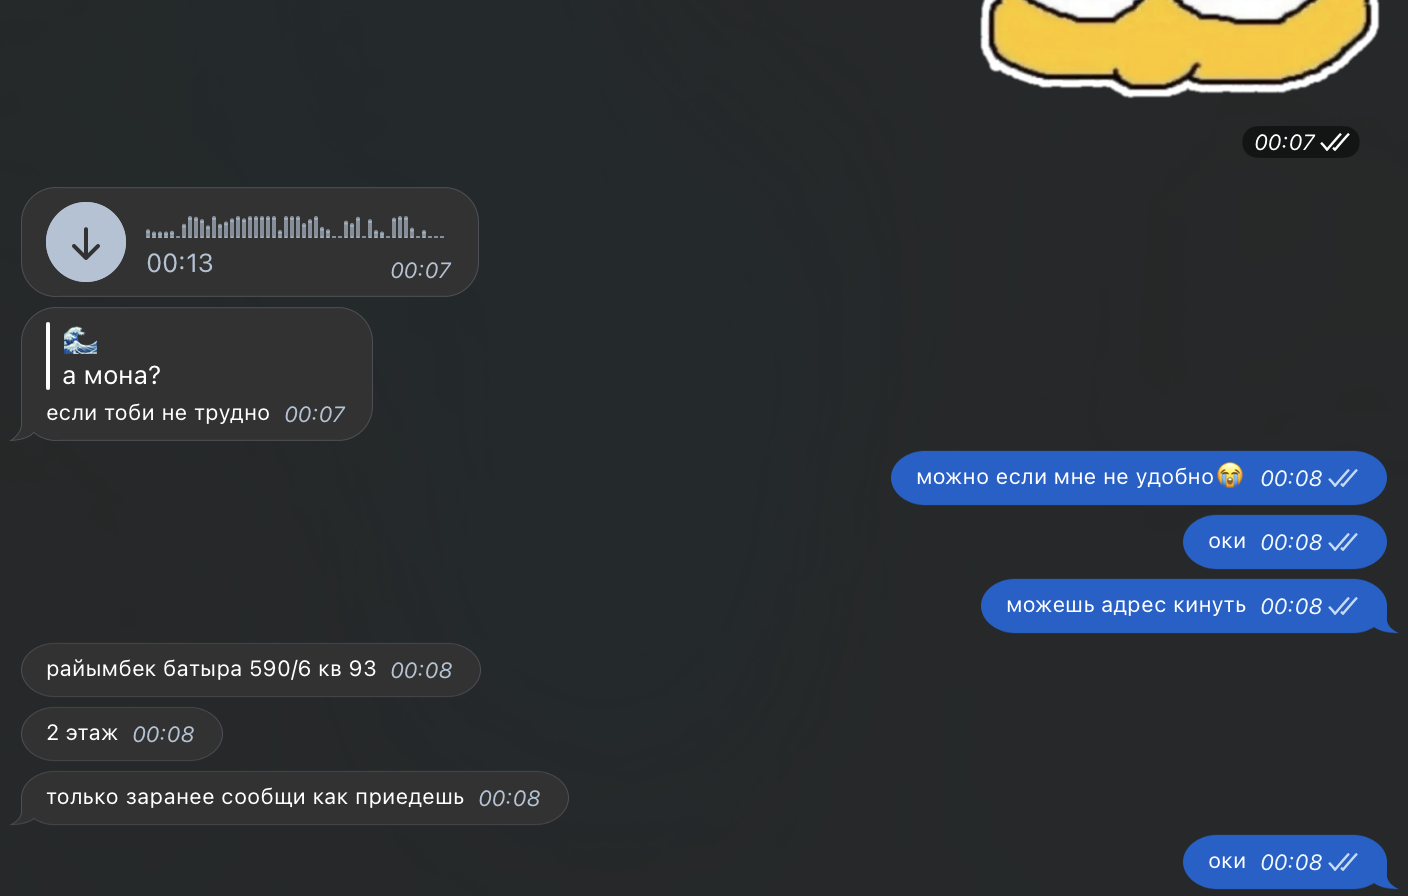 00:07
00:13 00:07
🌊
а мона?
если тоби не трудно 00:07
можно если мне не удобно😭 00:08
оки 00:08
можешь адрес кинуть 00:08
райымбек батыра 590/6 кв 93 00:08
2 этаж 00:08
только заранее сообщи как приедешь 00:08
оки 00:08